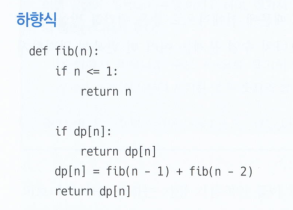 하향식
def fib(n):
    if n <= 1:
        return n

    if dp[n]:
        return dp[n]
    dp[n] = fib(n - 1) + fib(n - 2)
    return dp[n]